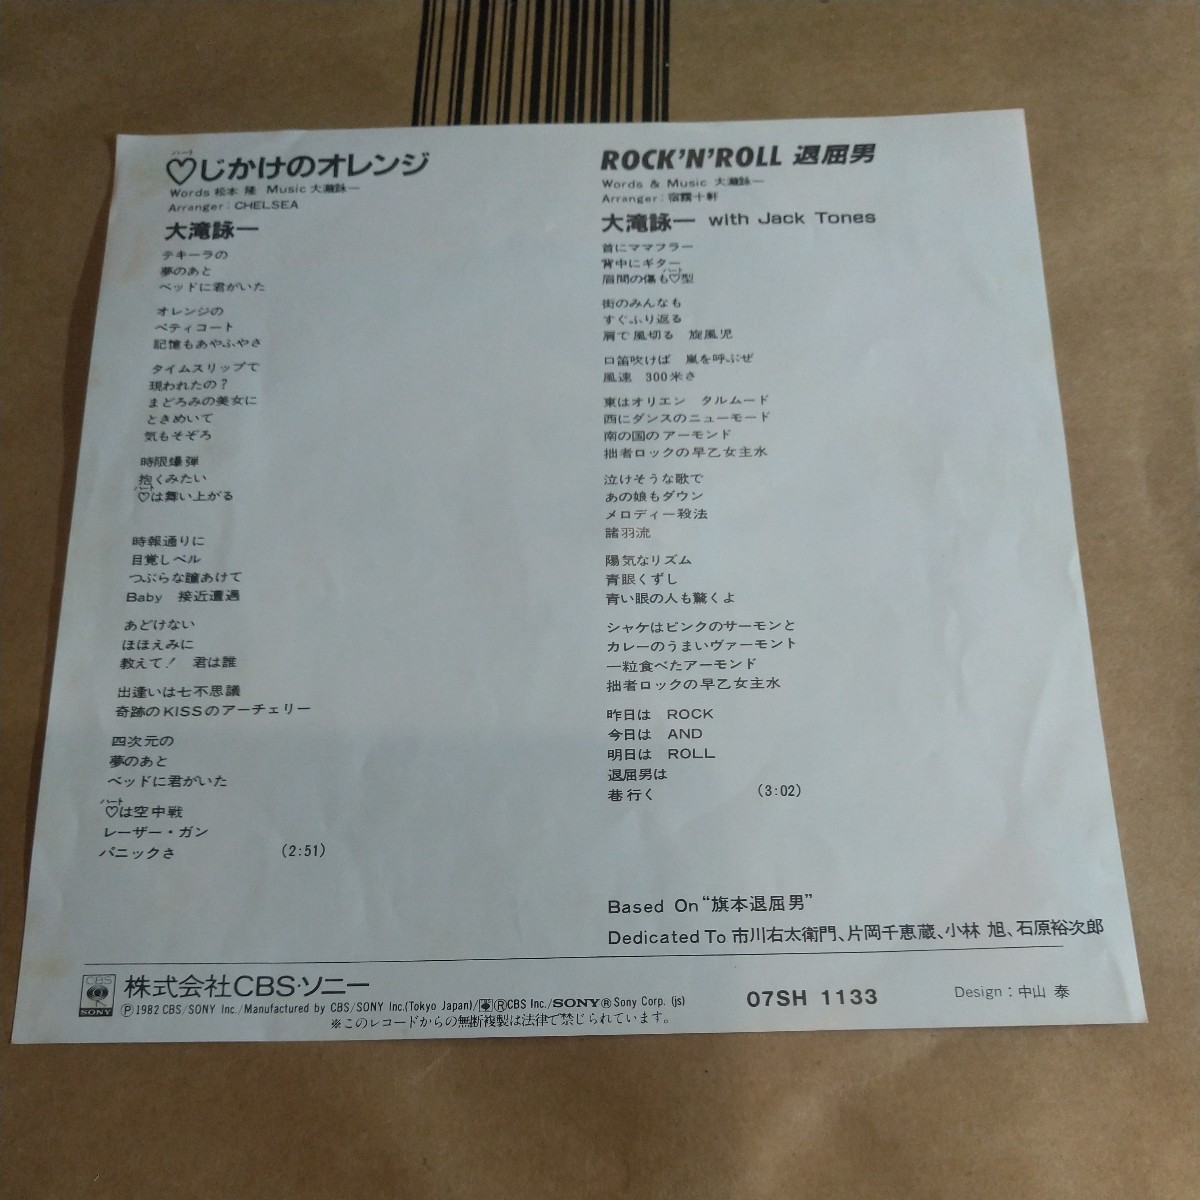 ハート
♡じかけのオレンジ
Words 松本 隆 Music 大瀧詠一
Arranger : CHELSEA
大滝詠一
テキーラの
夢のあと
ベッドに君がいた
オレンジの
ペティコート
記憶もあやふやさ
タイムスリップで
現われたの?
まどろみの美女に
ときめいて
気もそぞろ
時限爆弾
抱くみたい
ハート
♡は舞い上がる
時報通りに
目覚しベル
つぶらな瞳あけて
Baby 接近遭遇
あどけない
ほほえみに
教えて! 君は誰
出逢いは七不思議
奇跡のKISSのアーチェリー
四次元の
夢のあと
ベッドに君がいた
ハート
♡は空中戦
レーザー・ガン
パニックさ (2:51)
ROCK'N'ROLL 退屈男
Words & Music 大瀧詠一
Arranger : 宿霧十軒
大滝詠一 with Jack Tones
首にママフラー
背中にギター
ハート
眉間の傷も♡型
街のみんなも
すぐふり返る
肩で風切る 旋風児
口笛吹けば 嵐を呼ぶぜ
風速 300米さ
東はオリエン タルムード
西にダンスのニューモード
南の国のアーモンド
拙者ロックの早乙女主水
泣けそうな歌で
あの娘もダウン
メロディー殺法
諸羽流
陽気なリズム
青眼くずし
青い眼の人も驚くよ
シャケはピンクのサーモンと
カレーのうまいヴァーモント
一粒食べたアーモンド
拙者ロックの早乙女主水
昨日は ROCK
今日は AND
明日は ROLL
退屈男は
巷行く (3:02)
Based On "旗本退屈男"
Dedicated To 市川右太衛門、片岡千恵蔵、小林 旭、石原裕次郎
CBS
SONY
株式会社CBS・ソニー
Ⓟ1982 CBS/SONY Inc./Manufactured by CBS/SONY Inc.(Tokyo Japan)/®CBS Inc./SONY® Sony Corp. (js)
※このレコードからの無断複製は法律で禁じられています。
07SH 1133
Design : 中山 泰